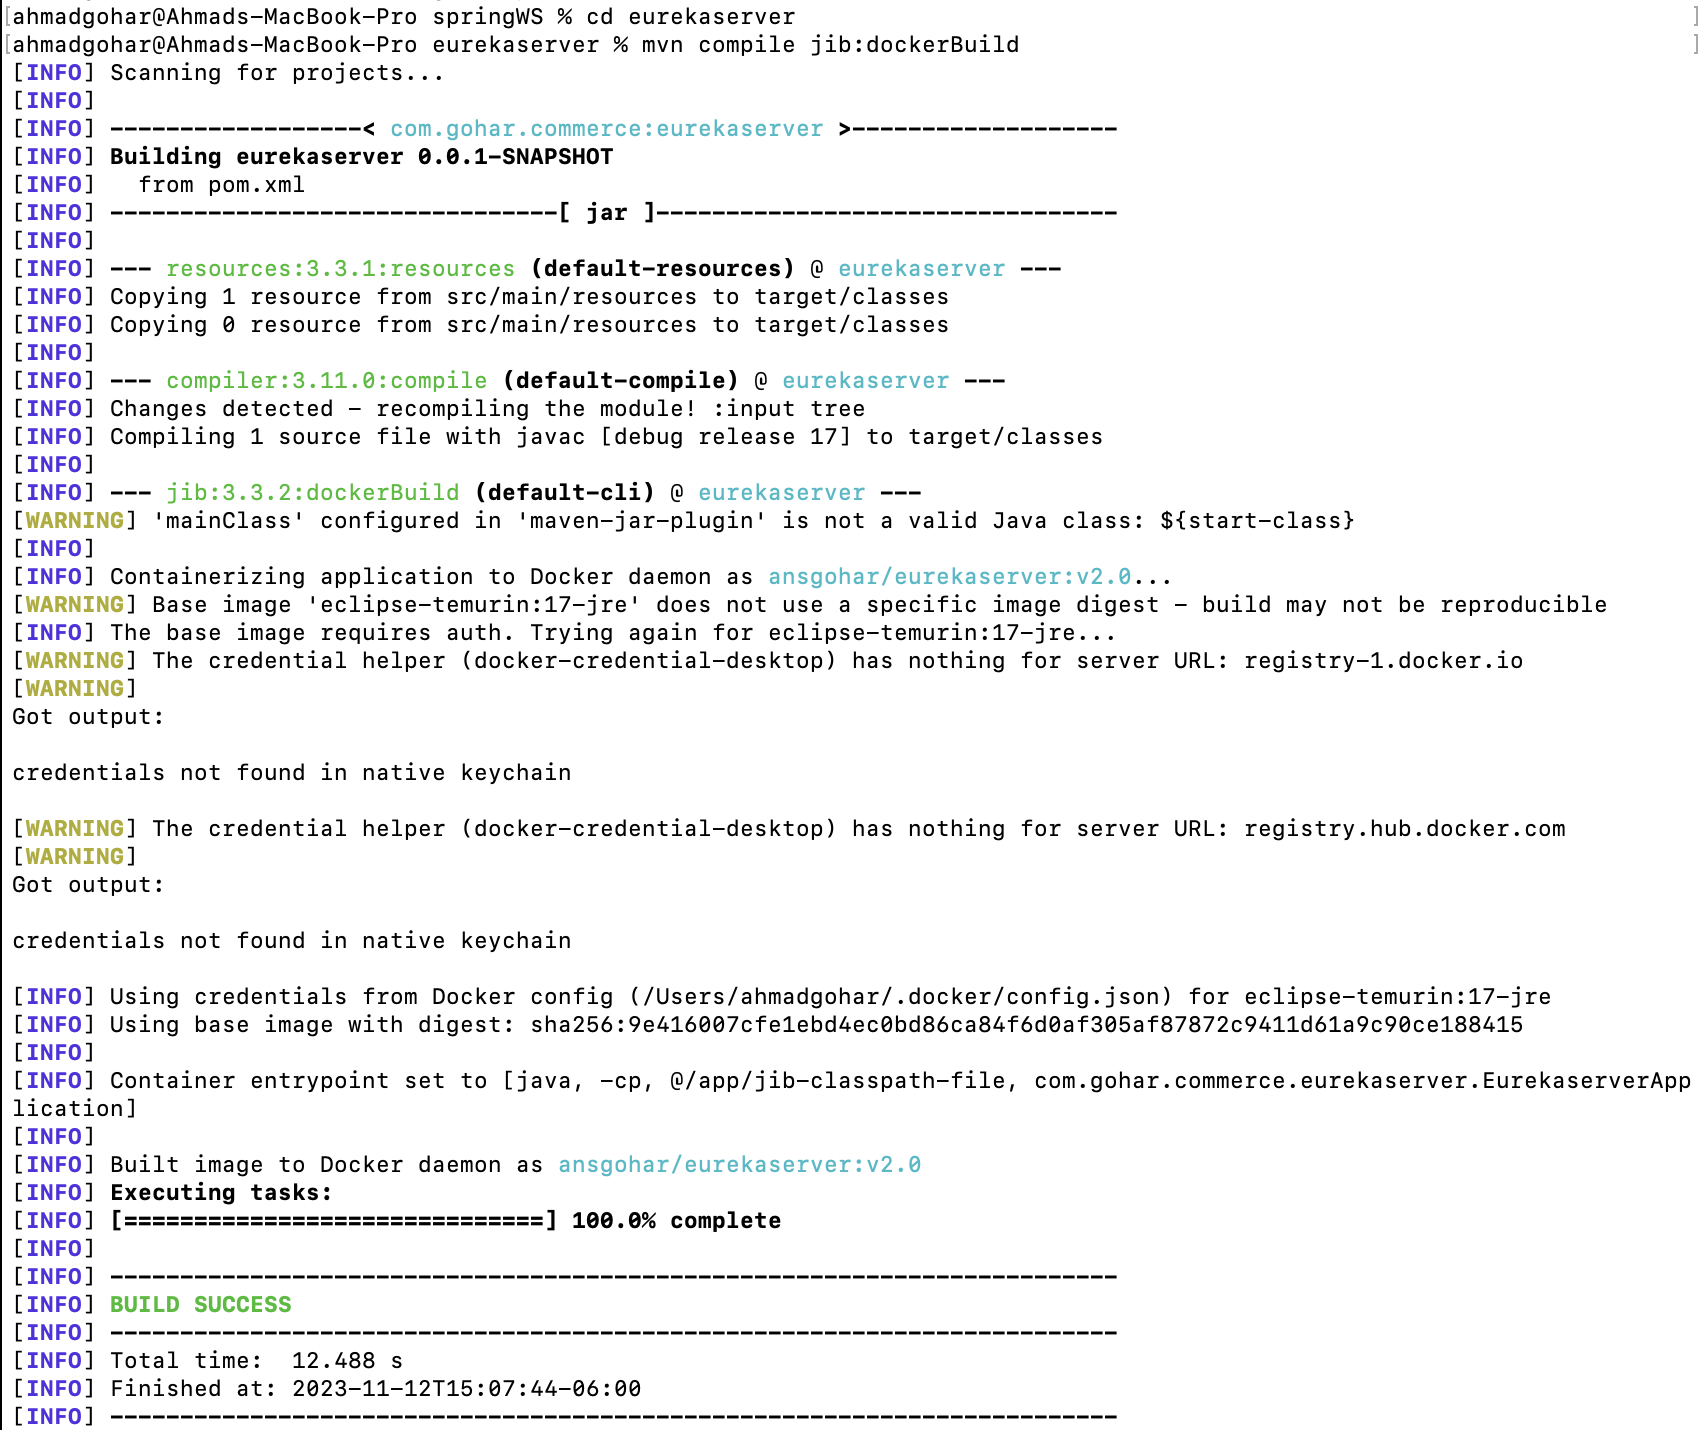 [ahmadgohar@Ahmads-MacBook-Pro springWS % cd eurekaserver ]
[ahmadgohar@Ahmads-MacBook-Pro eurekaserver % mvn compile jib:dockerBuild ]
[INFO] Scanning for projects...
[INFO]
[INFO] ------------------< com.gohar.commerce:eurekaserver >-------------------
[INFO] Building eurekaserver 0.0.1-SNAPSHOT
[INFO]   from pom.xml
[INFO] --------------------------------[ jar ]---------------------------------
[INFO]
[INFO] --- resources:3.3.1:resources (default-resources) @ eurekaserver ---
[INFO] Copying 1 resource from src/main/resources to target/classes
[INFO] Copying 0 resource from src/main/resources to target/classes
[INFO]
[INFO] --- compiler:3.11.0:compile (default-compile) @ eurekaserver ---
[INFO] Changes detected - recompiling the module! :input tree
[INFO] Compiling 1 source file with javac [debug release 17] to target/classes
[INFO]
[INFO] --- jib:3.3.2:dockerBuild (default-cli) @ eurekaserver ---
[WARNING] 'mainClass' configured in 'maven-jar-plugin' is not a valid Java class: ${start-class}
[INFO]
[INFO] Containerizing application to Docker daemon as ansgohar/eurekaserver:v2.0...
[WARNING] Base image 'eclipse-temurin:17-jre' does not use a specific image digest - build may not be reproducible
[INFO] The base image requires auth. Trying again for eclipse-temurin:17-jre...
[WARNING] The credential helper (docker-credential-desktop) has nothing for server URL: registry-1.docker.io
[WARNING]
Got output:
credentials not found in native keychain
[WARNING] The credential helper (docker-credential-desktop) has nothing for server URL: registry.hub.docker.com
[WARNING]
Got output:
credentials not found in native keychain
[INFO] Using credentials from Docker config (/Users/ahmadgohar/.docker/config.json) for eclipse-temurin:17-jre
[INFO] Using base image with digest: sha256:9e416007cfe1ebd4ec0bd86ca84f6d0af305af87872c9411d61a9c90ce188415
[INFO]
[INFO] Container entrypoint set to [java, -cp, @/app/jib-classpath-file, com.gohar.commerce.eurekaserver.EurekaserverApp
lication]
[INFO]
[INFO] Built image to Docker daemon as ansgohar/eurekaserver:v2.0
[INFO] Executing tasks:
[INFO] [==============================] 100.0% complete
[INFO]
[INFO] ------------------------------------------------------------------------
[INFO] BUILD SUCCESS
[INFO] ------------------------------------------------------------------------
[INFO] Total time:  12.488 s
[INFO] Finished at: 2023-11-12T15:07:44-06:00
[INFO] ------------------------------------------------------------------------